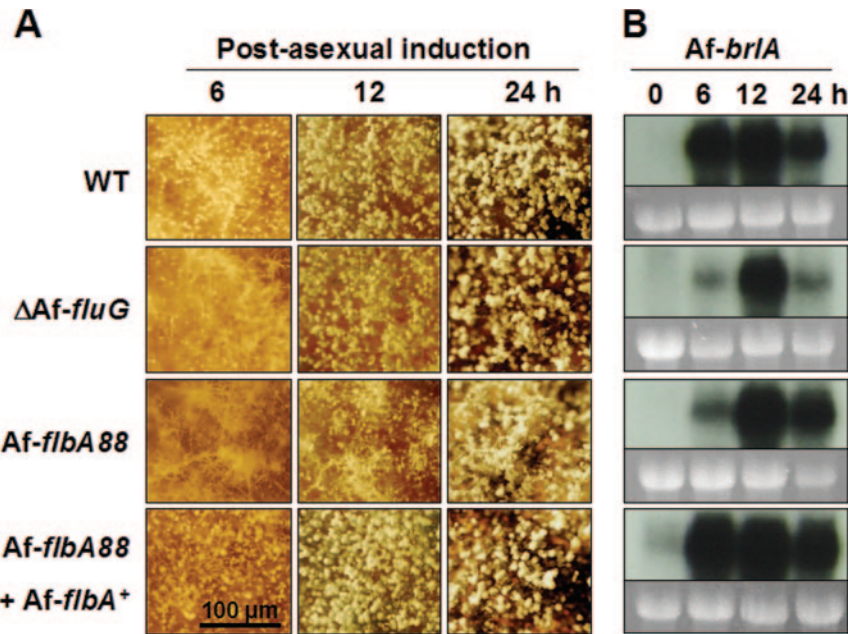 A
B
Post-asexual induction
Af-brlA
6 12 24 h
0 6 12 24 h
WT
ΔAf-fluG
Af-flbA88
Af-flbA88
+ Af-flbA⁺
100 µm